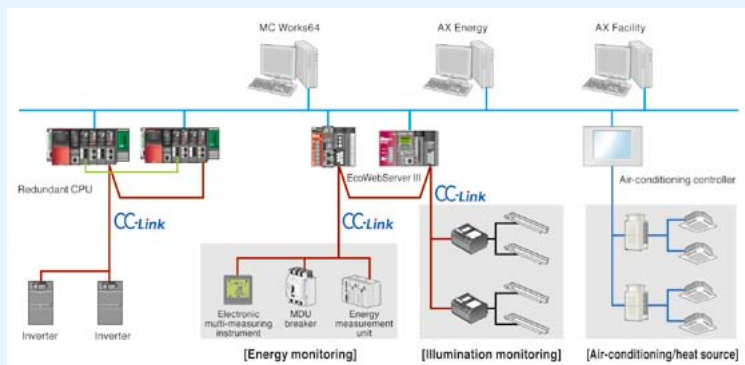 MC Works64
AX Energy
AX Facility
Redundant CPU
EcoWebServer III
Air-conditioning controller
CC-Link
CC-Link
CC-Link
Inverter
Inverter
Electronic
multi-measuring
instrument
MDU
breaker
Energy
measurement
unit
[Energy monitoring]
[Illumination monitoring]
[Air-conditioning/heat source]